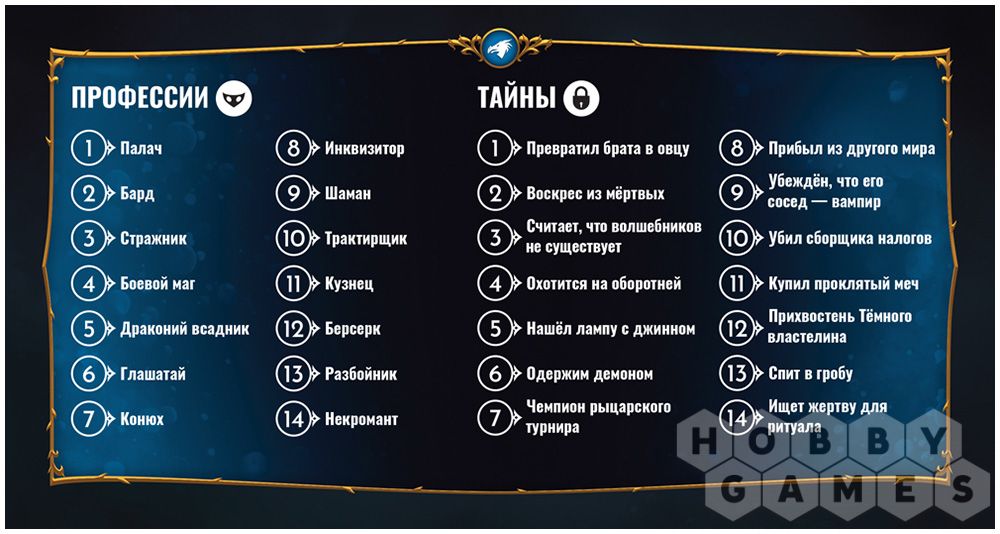 ПРОФЕССИИ
1 Палач
2 Бард
3 Стражник
4 Боевой маг
5 Драконий всадник
6 Глашатай
7 Конюх
8 Инквизитор
9 Шаман
10 Трактирщик
11 Кузнец
12 Берсерк
13 Разбойник
14 Некромант
ТАЙНЫ
1 Превратил брата в овцу
2 Воскрес из мёртвых
3 Считает, что волшебников
не существует
4 Охотится на оборотней
5 Нашёл лампу с джинном
6 Одержим демоном
7 Чемпион рыцарского
турнира
8 Прибыл из другого мира
9 Убеждён, что его
сосед — вампир
10 Убил сборщика налогов
11 Купил проклятый меч
12 Прихвостень Тёмного
властелина
13 Спит в гробу
14 Ищет жертву для
ритуала
HOBBY
GAMES